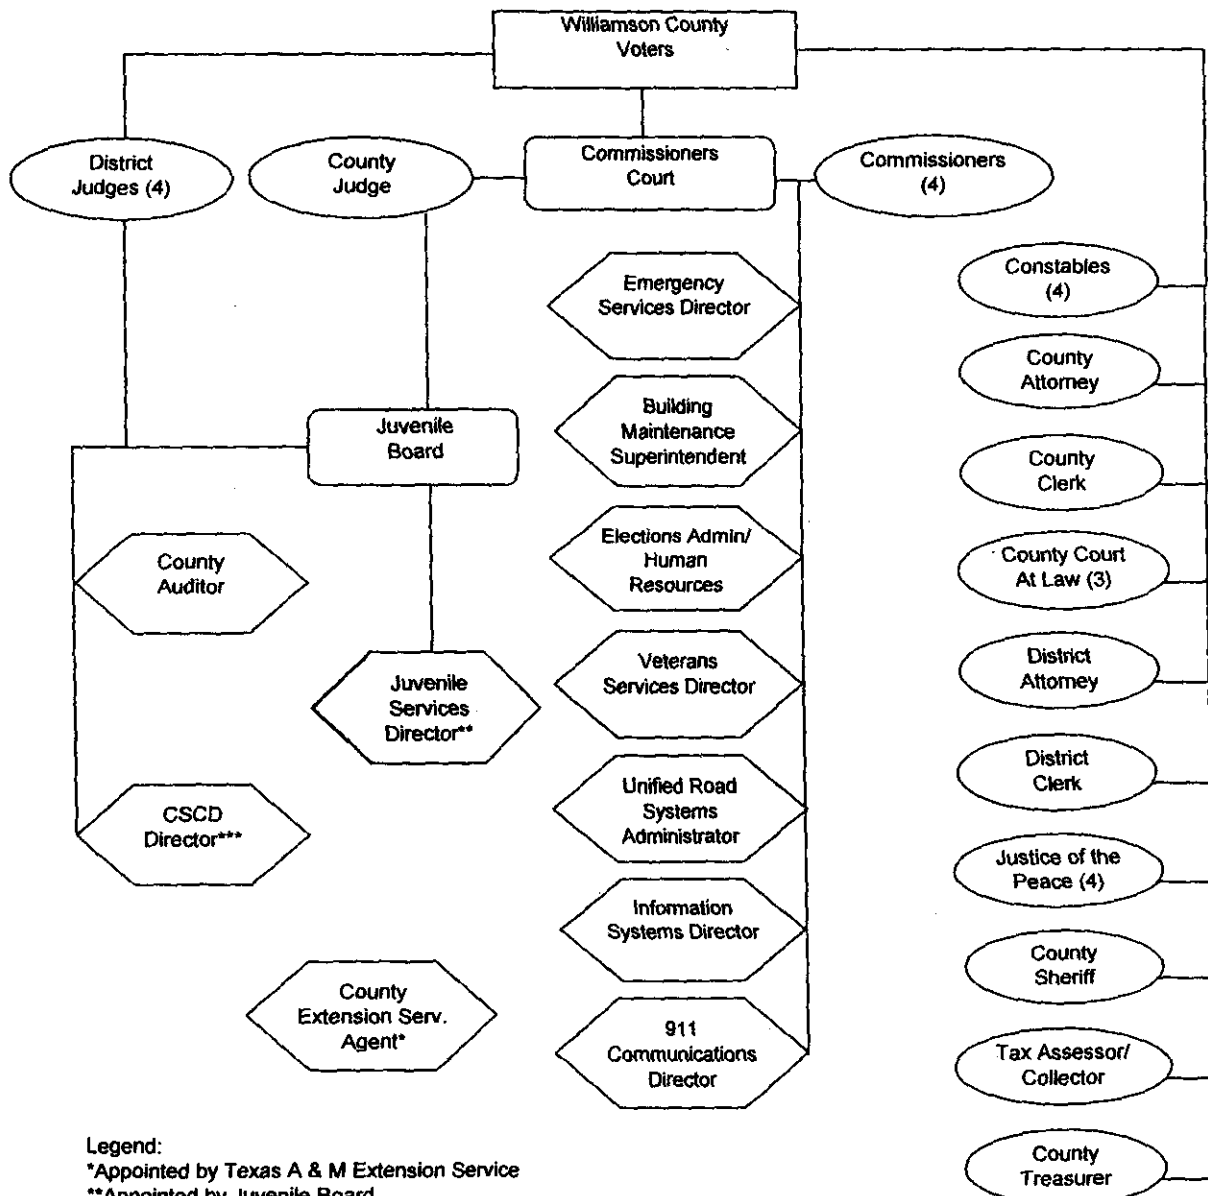 Williamson County
Voters
District
Judges (4)
County
Judge
Commissioners
Court
Commissioners
(4)
Emergency
Services Director
Building
Maintenance
Superintendent
Elections Admin/
Human
Resources
Veterans
Services Director
Unified Road
Systems
Administrator
Information
Systems Director
911
Communications
Director
Juvenile
Board
County
Auditor
Juvenile
Services
Director**
CSCD
Director***
County
Extension Serv.
Agent*
Constables
(4)
County
Attorney
County
Clerk
County Court
At Law (3)
District
Attorney
District
Clerk
Justice of the
Peace (4)
County
Sheriff
Tax Assessor/
Collector
County
Treasurer
Legend:
*Appointed by Texas A & M Extension Service
**Appointed by Juvenile Board